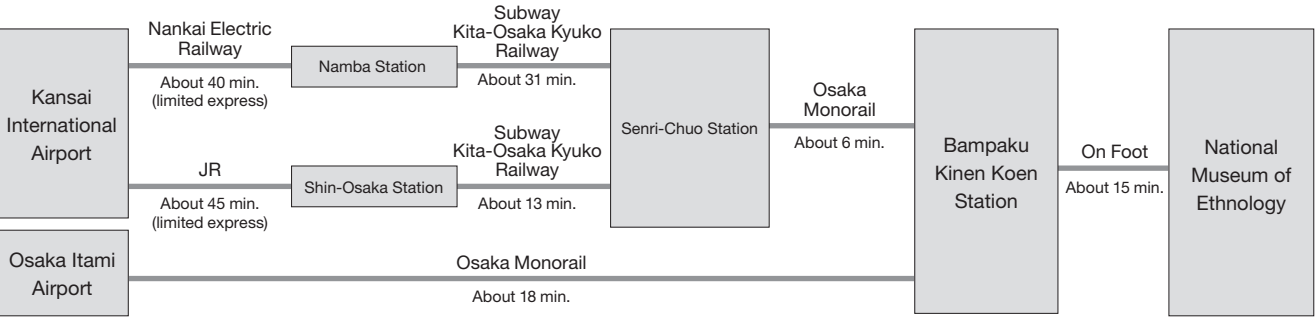 Kansai
International
Airport
Nankai Electric
Railway
About 40 min.
(limited express)
Namba Station
Subway
Kita-Osaka Kyuko
Railway
About 31 min.
JR
About 45 min.
(limited express)
Shin-Osaka Station
Subway
Kita-Osaka Kyuko
Railway
About 13 min.
Senri-Chuo Station
Osaka
Monorail
About 6 min.
Osaka Itami
Airport
Osaka Monorail
About 18 min.
Bampaku
Kinen Koen
Station
On Foot
About 15 min.
National
Museum of
Ethnology